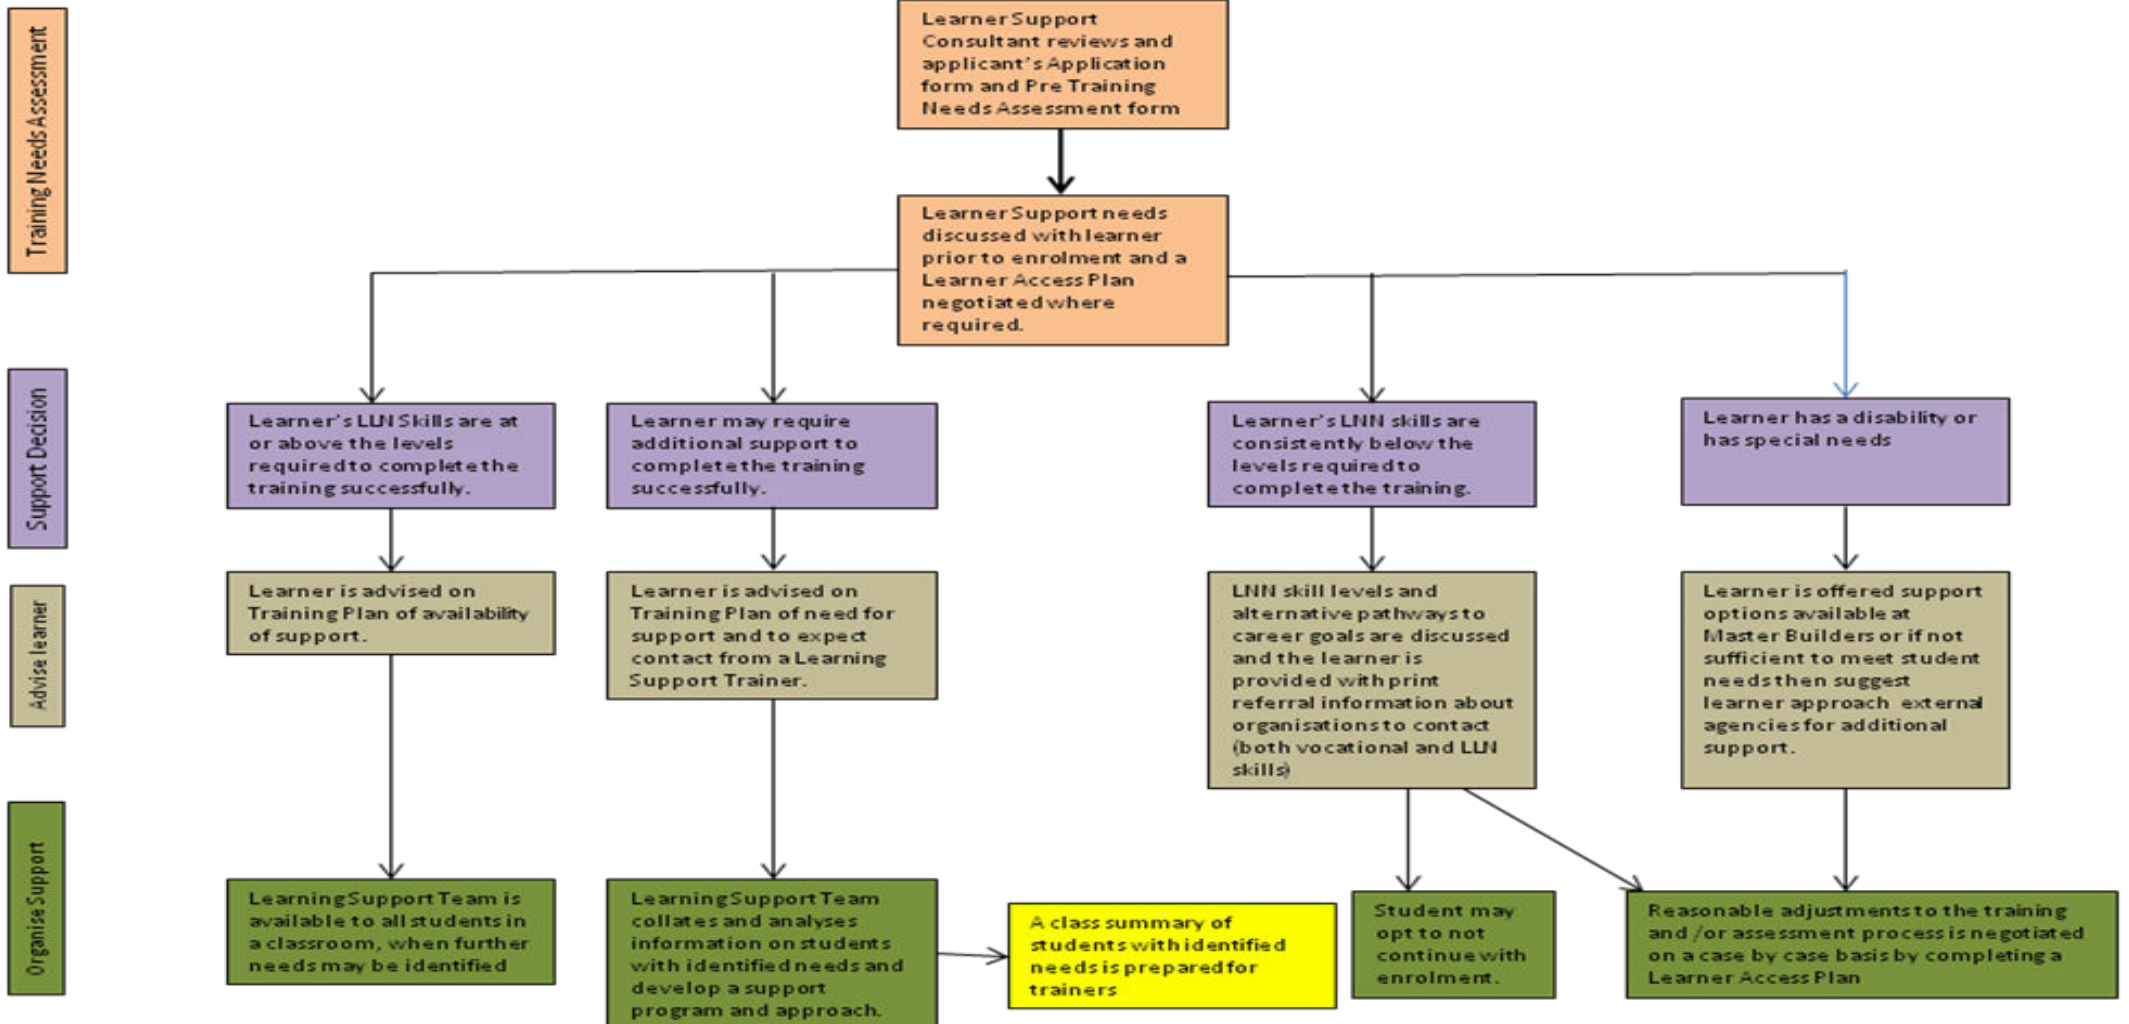 Training Needs Assessment
Learner Support
Consultant reviews and
applicant's Application
form and Pre Training
Needs Assessment form
Learner Support needs
discussed with learner
prior to enrolment and a
Learner Access Plan
negotiated where
required.
Support Decision
Learner's LLN Skills are at
or above the levels
required to complete the
training successfully.
Learner may require
additional support to
complete the training
successfully.
Learner's LNN skills are
consistently below the
levels required to
complete the training.
Learner has a disability or
has special needs
Advise learner
Learner is advised on
Training Plan of availability
of support.
Learner is advised on
Training Plan of need for
support and to expect
contact from a Learning
Support Trainer.
LNN skill levels and
alternative pathways to
career goals are discussed
and the learner is
provided with print
referral information about
organisations to contact
(both vocational and LLN
skills)
Learner is offered support
options available at
Master Builders or if not
sufficient to meet student
needs then suggest
learner approach external
agencies for additional
support.
Organise Support
Learning Support Team is
available to all students in
a classroom, when further
needs may be identified
Learning Support Team
collates and analyses
information on students
with identified needs and
develop a support
program and approach.
A class summary of
students with identified
needs is prepared for
trainers
Student may
opt to not
continue with
enrolment.
Reasonable adjustments to the training
and /or assessment process is negotiated
on a case by case basis by completing a
Learner Access Plan